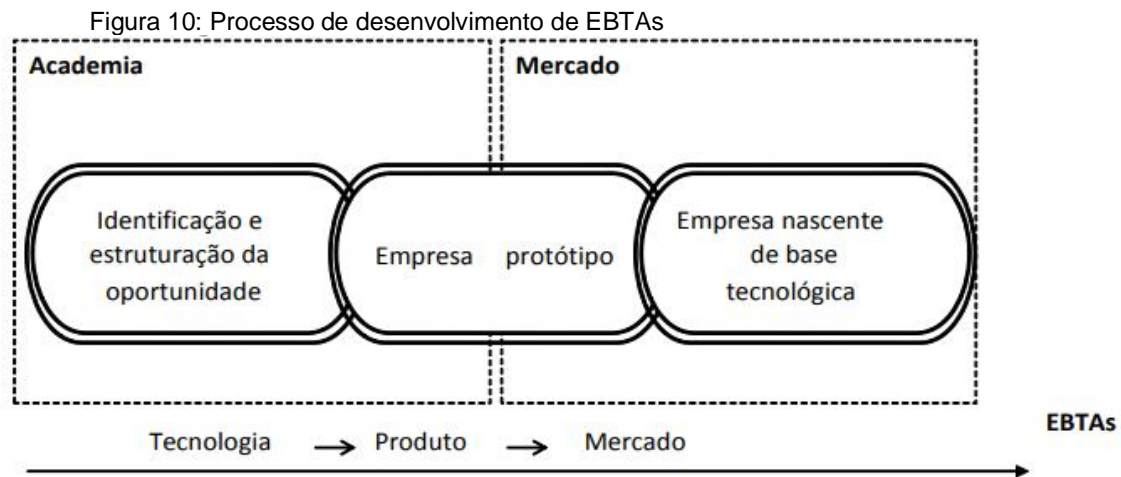 Figura 10: Processo de desenvolvimento de EBTAs
Academia
Mercado
Identificação e
estruturação da
oportunidade
Empresa protótipo
Empresa nascente
de base
tecnológica
Tecnologia → Produto → Mercado
EBTAs